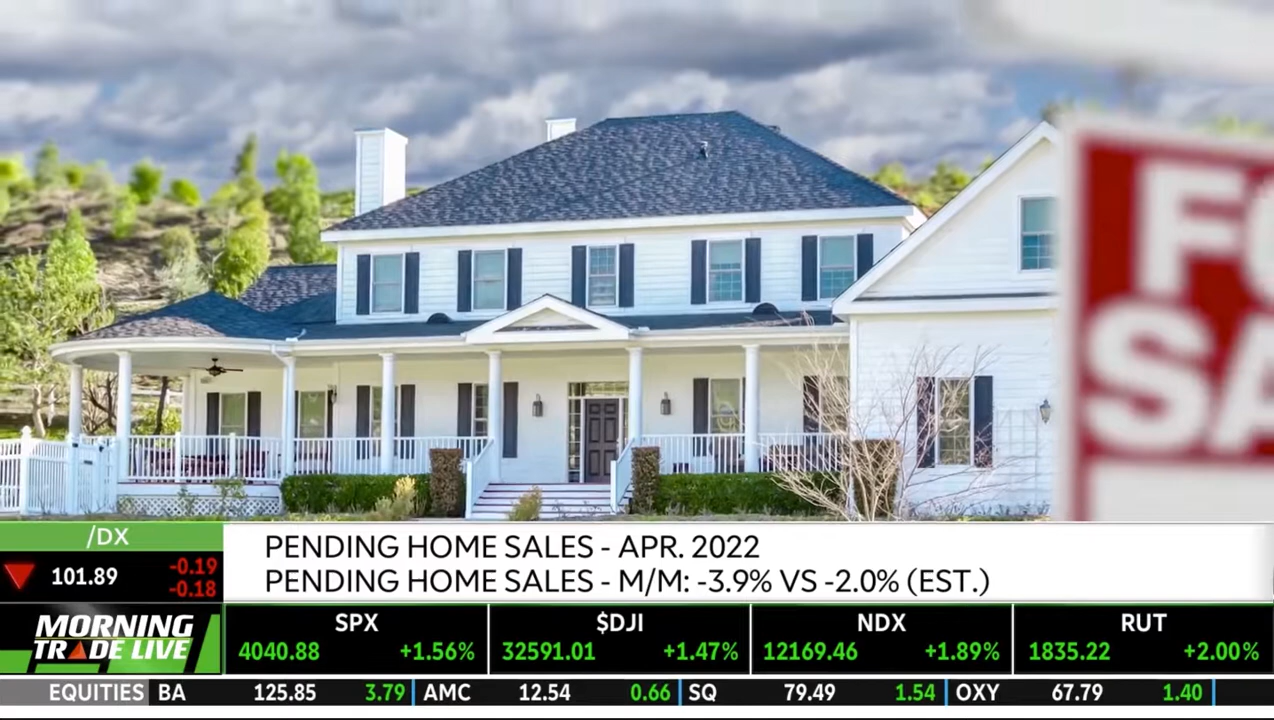 FO
SA
/DX
101.89
-0.19
-0.18
PENDING HOME SALES - APR. 2022
PENDING HOME SALES - M/M: -3.9% VS -2.0% (EST.)
MORNING
TRADE LIVE
SPX
4040.88 +1.56%
$DJI
32591.01 +1.47%
NDX
12169.46 +1.89%
RUT
1835.22 +2.00%
EQUITIES BA 125.85 3.79 AMC 12.54 0.66 SQ 79.49 1.54 OXY 67.79 1.40